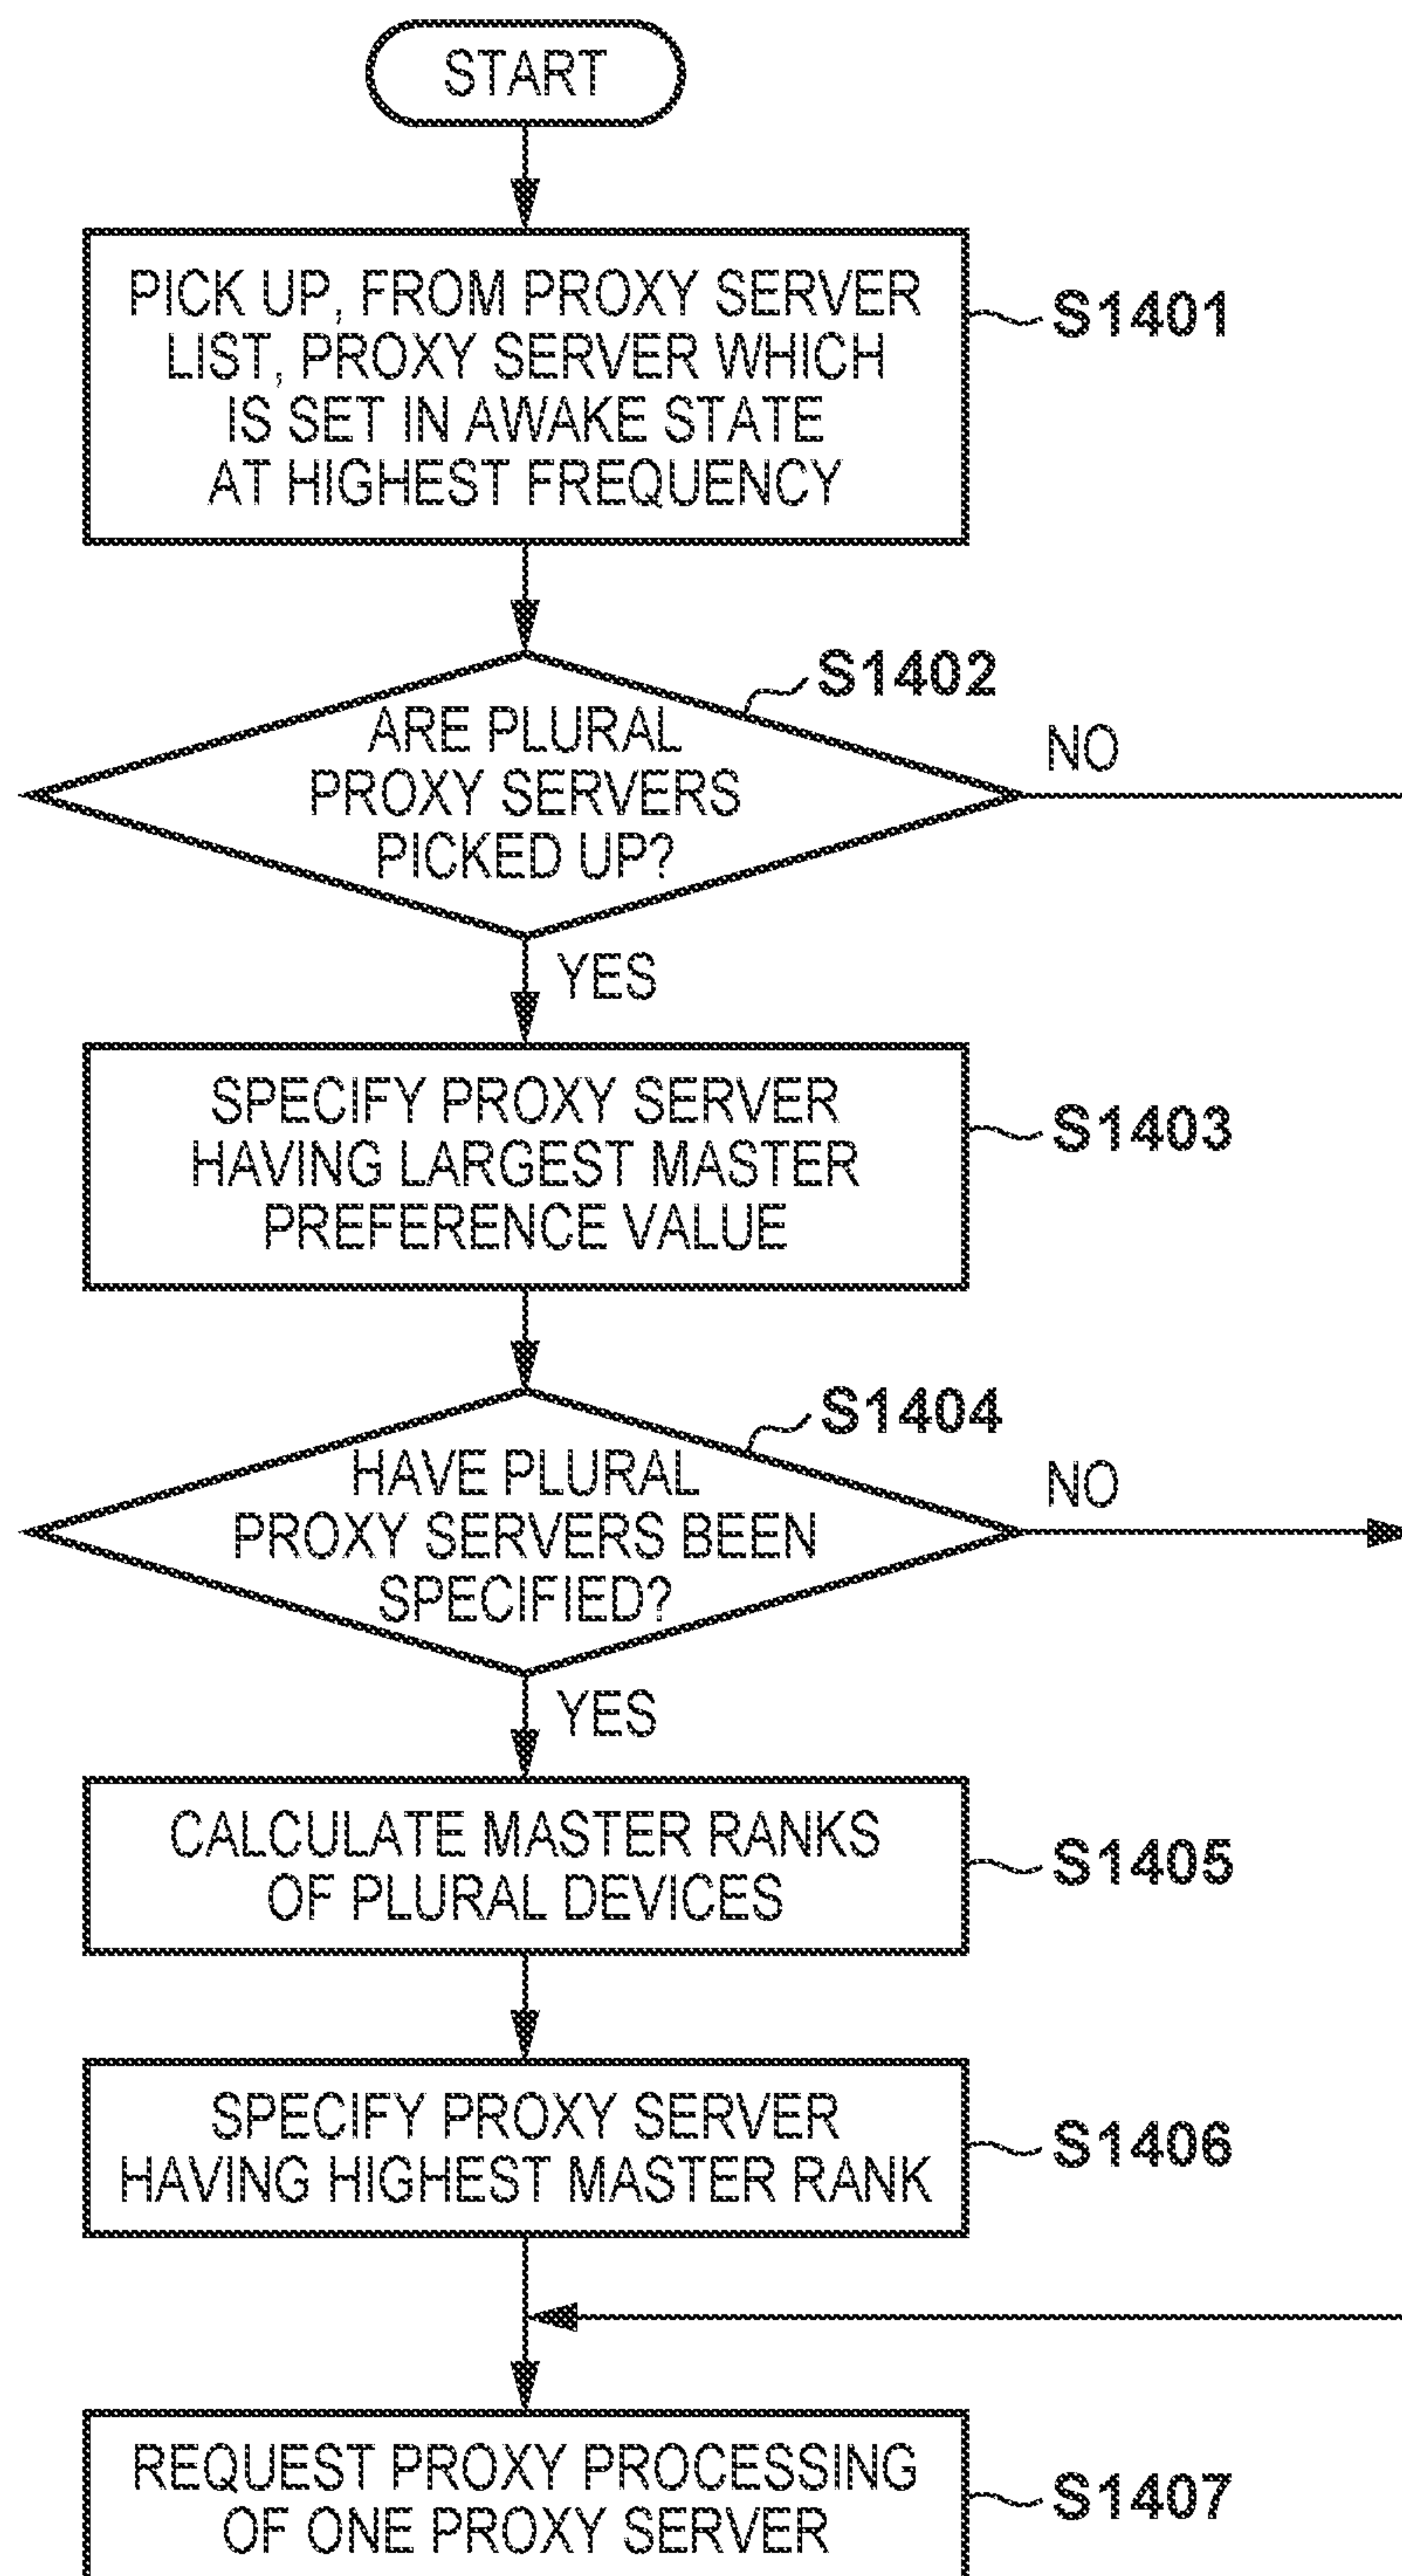 START
PICK UP, FROM PROXY SERVER
LIST, PROXY SERVER WHICH
IS SET IN AWAKE STATE
AT HIGHEST FREQUENCY
S1401
S1402
ARE PLURAL
PROXY SERVERS
PICKED UP?
NO
YES
SPECIFY PROXY SERVER
HAVING LARGEST MASTER
PREFERENCE VALUE
S1403
S1404
HAVE PLURAL
PROXY SERVERS BEEN
SPECIFIED?
NO
YES
CALCULATE MASTER RANKS
OF PLURAL DEVICES
S1405
SPECIFY PROXY SERVER
HAVING HIGHEST MASTER RANK
S1406
REQUEST PROXY PROCESSING
OF ONE PROXY SERVER
S1407